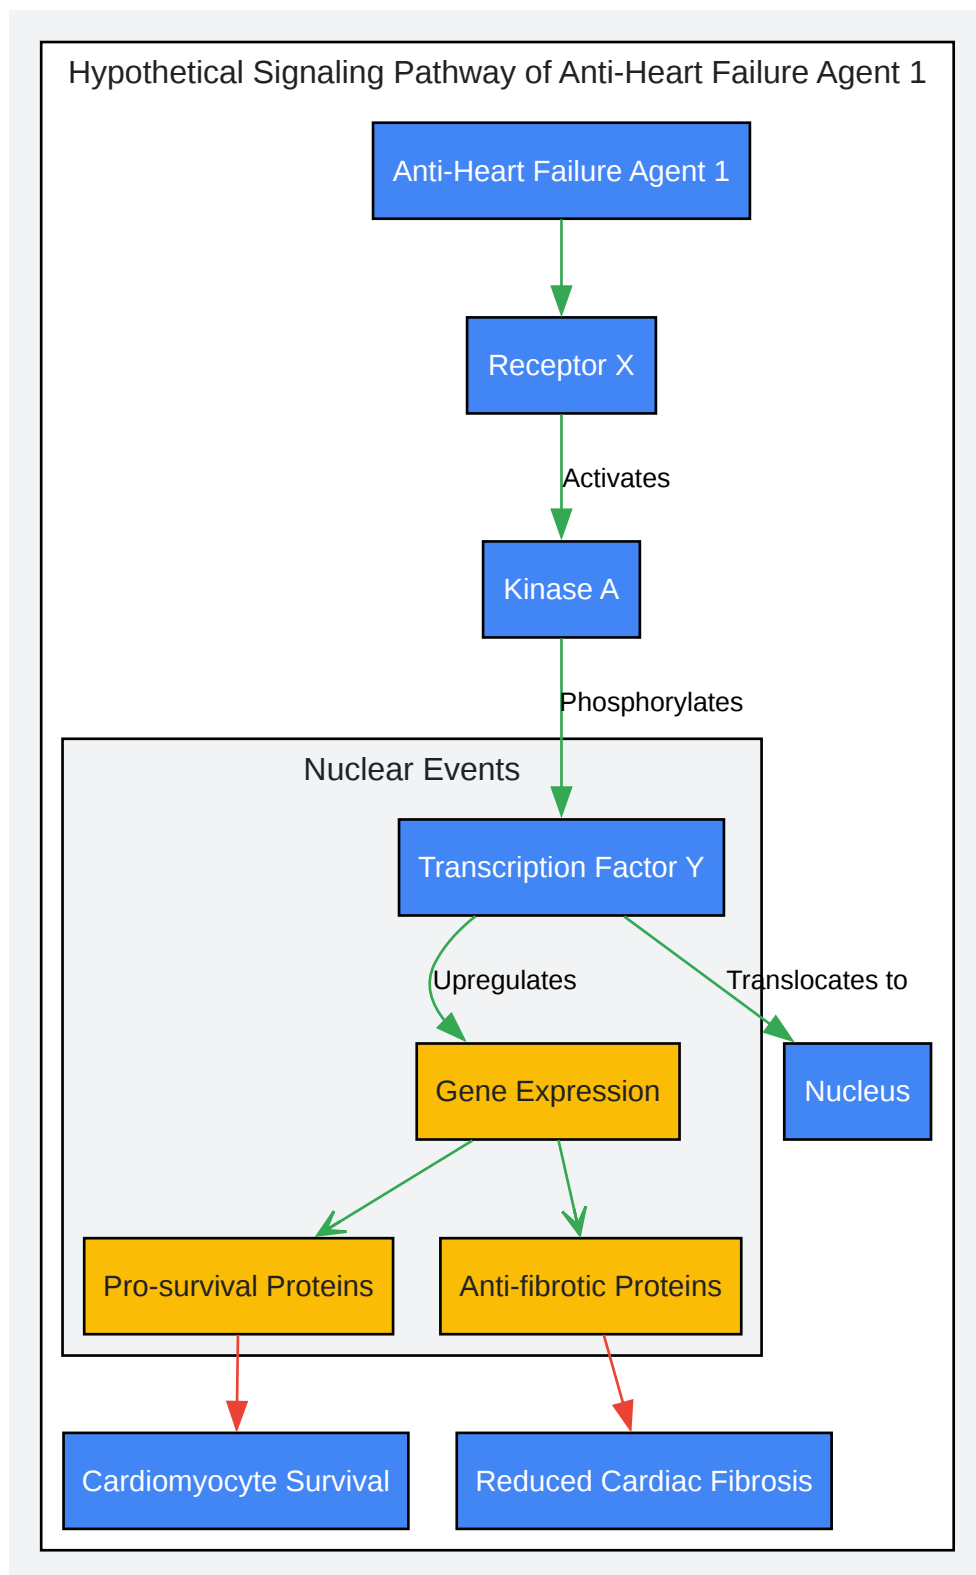 Hypothetical Signaling Pathway of Anti-Heart Failure Agent 1
Anti-Heart Failure Agent 1
Receptor X
Activates
Kinase A
Phosphorylates
Nuclear Events
Transcription Factor Y
Upregulates
Translocates to
Gene Expression
Nucleus
Pro-survival Proteins
Anti-fibrotic Proteins
Cardiomyocyte Survival
Reduced Cardiac Fibrosis